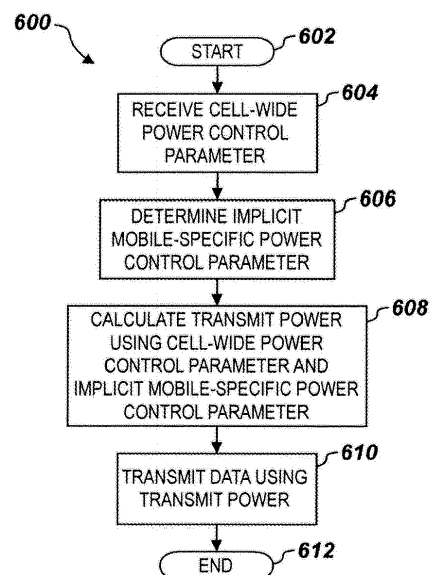 600
START
602
RECEIVE CELL-WIDE
POWER CONTROL
PARAMETER
604
DETERMINE IMPLICIT
MOBILE-SPECIFIC POWER
CONTROL PARAMETER
606
CALCULATE TRANSMIT POWER
USING CELL-WIDE POWER
CONTROL PARAMETER AND
IMPLICIT MOBILE-SPECIFIC POWER
CONTROL PARAMETER
608
TRANSMIT DATA USING
TRANSMIT POWER
610
END
612